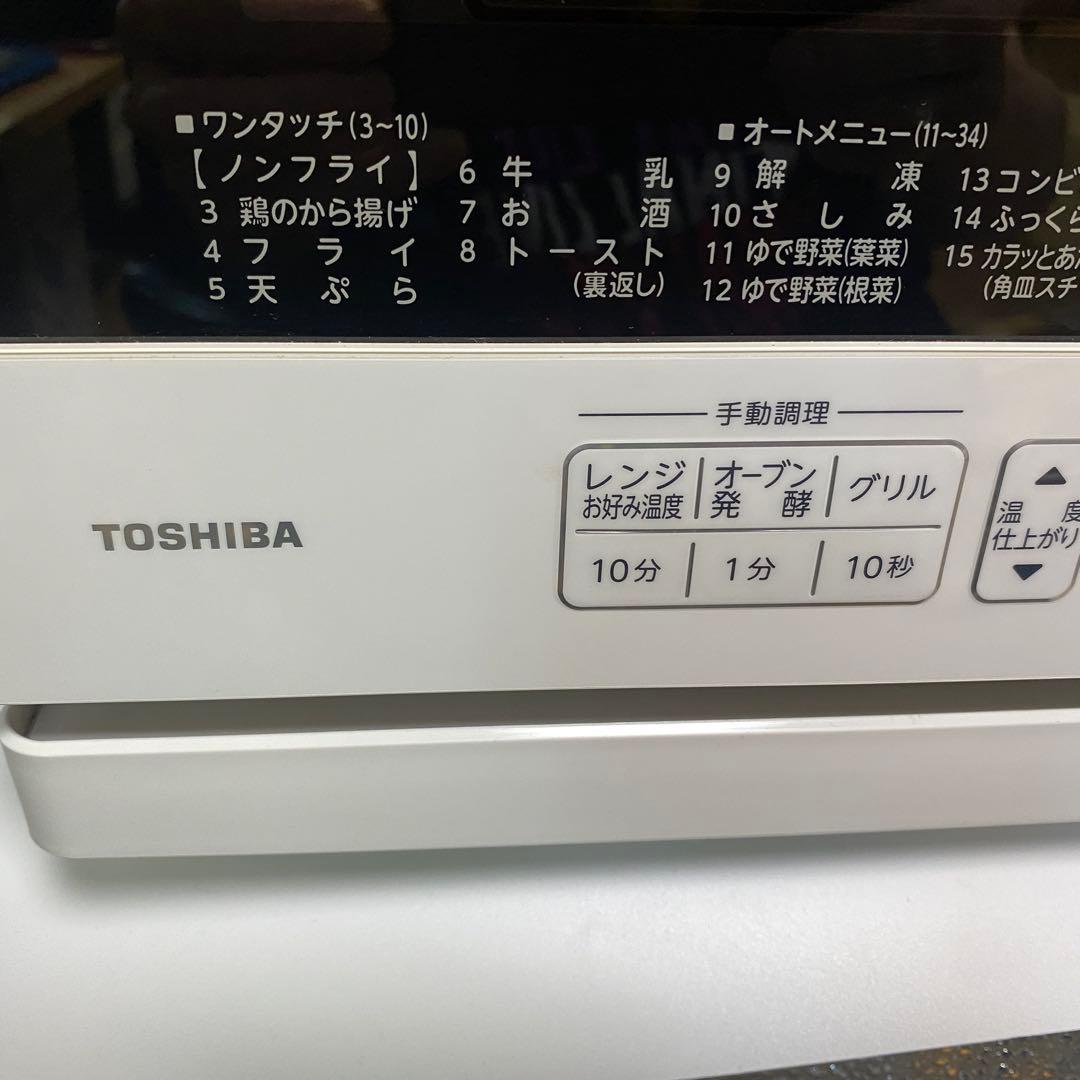 ■ワンタッチ(3~10)
【ノンフライ】
3 鶏のから揚げ
4 フライ
5 天ぷら
6 牛乳
7 お酒
8 トースト
(裏返し)
■オートメニュー(11~34)
9 解凍
10 さしみ
11 ゆで野菜(葉菜)
12 ゆで野菜(根菜)
13 コンビ
14 ふっくら
15 カラッとあた
(角皿スチ
手動調理
レンジ
お好み温度
オーブン
発酵
グリル
10分
1分
10秒
▲
温度
仕上がり
▼
TOSHIBA